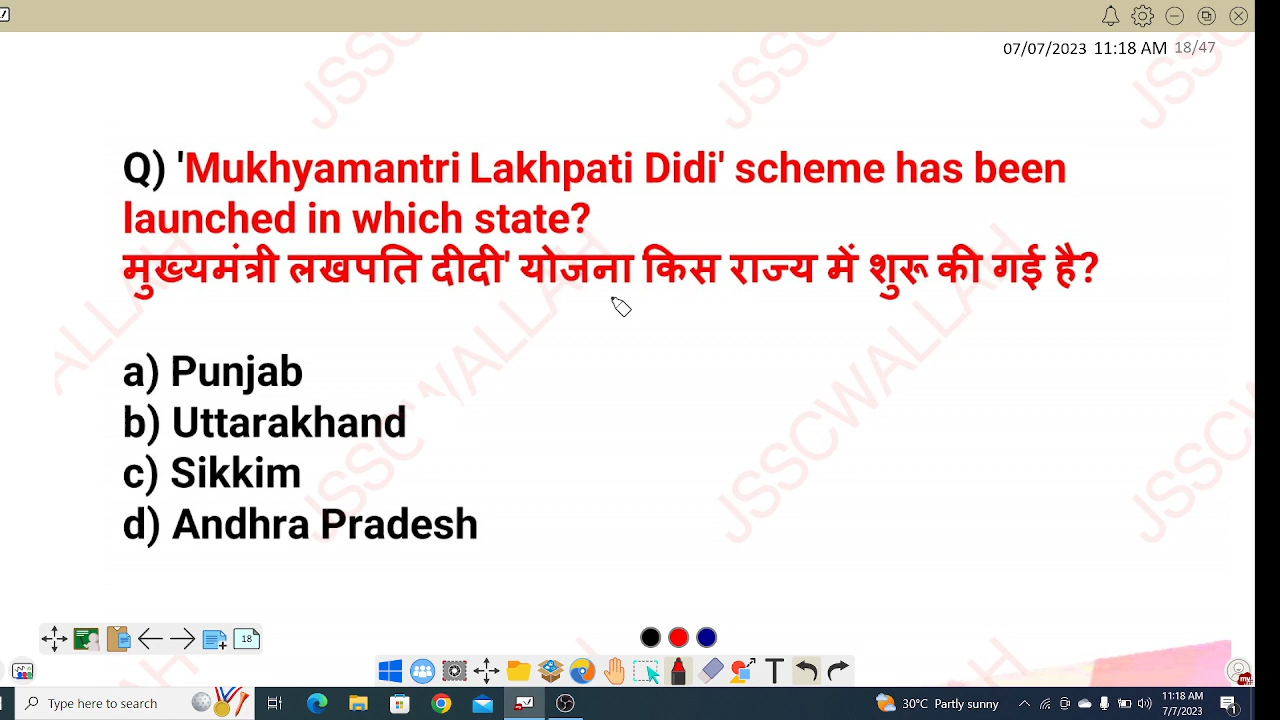 07/07/2023 11:18 AM 18/47
Q) 'Mukhyamantri Lakhpati Didi' scheme has been
launched in which state?
मुख्यमंत्री लखपति दीदी' योजना किस राज्य में शुरू की गई है?
a) Punjab
b) Uttarakhand
c) Sikkim
d) Andhra Pradesh
JSSCWALLAH
18
Type here to search
30°C Partly sunny
11:18 AM
7/7/2023